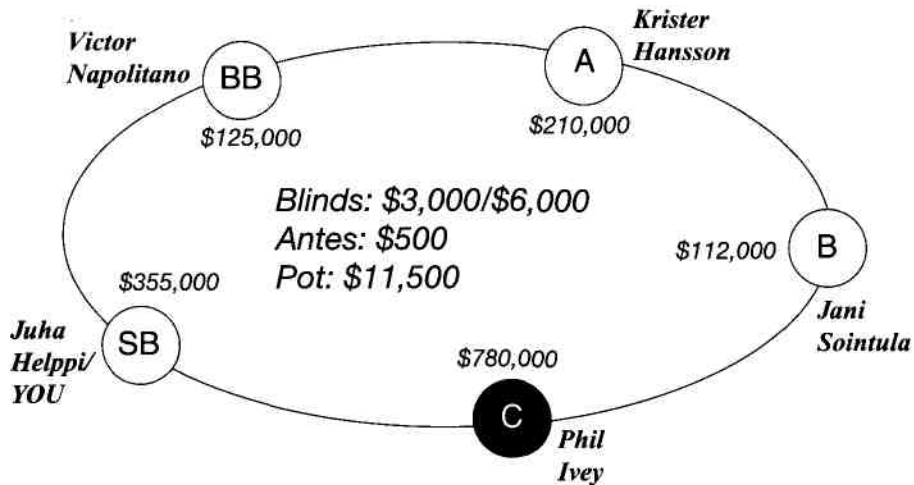 Victor
Napolitano
BB
$125,000
Krister
Hansson
A
$210,000
Blinds: $3,000/$6,000
Antes: $500
Pot: $11,500
$112,000
B
Jani
Sointula
$355,000
Juha
Helppi/
YOU
SB
$780,000
C
Phil
Ivey